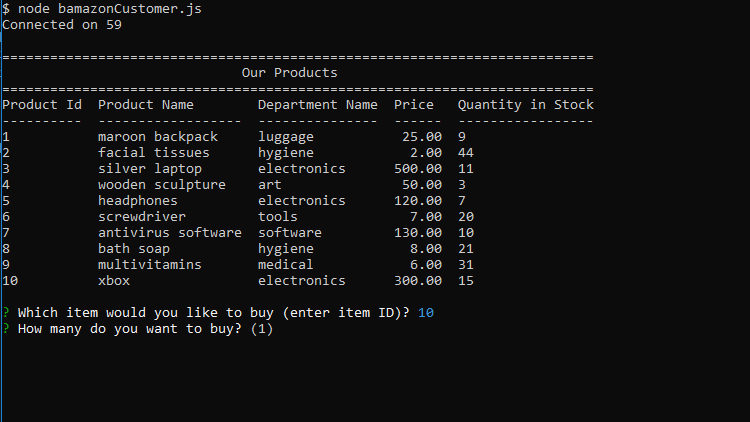 $ node bamazonCustomer.js
Connected on 59
==========================================================================
Our Products
==========================================================================
Product Id  Product Name        Department Name  Price   Quantity in Stock
----------  ------------------  ---------------  ------  -----------------
1           maroon backpack     luggage           25.00  9
2           facial tissues      hygiene            2.00  44
3           silver laptop       electronics      500.00  11
4           wooden sculpture    art               50.00  3
5           headphones          electronics      120.00  7
6           screwdriver         tools              7.00  20
7           antivirus software  software         130.00  10
8           bath soap           hygiene            8.00  21
9           multivitamins       medical            6.00  31
10          xbox                electronics      300.00  15
? Which item would you like to buy (enter item ID)? 10
? How many do you want to buy? (1)